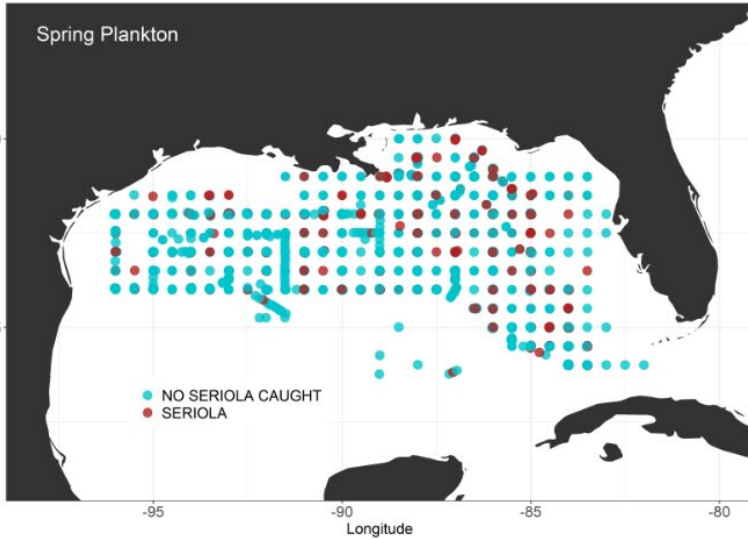 Spring Plankton
NO SERIOLA CAUGHT
SERIOLA
-95
-90
-85
-80
Longitude